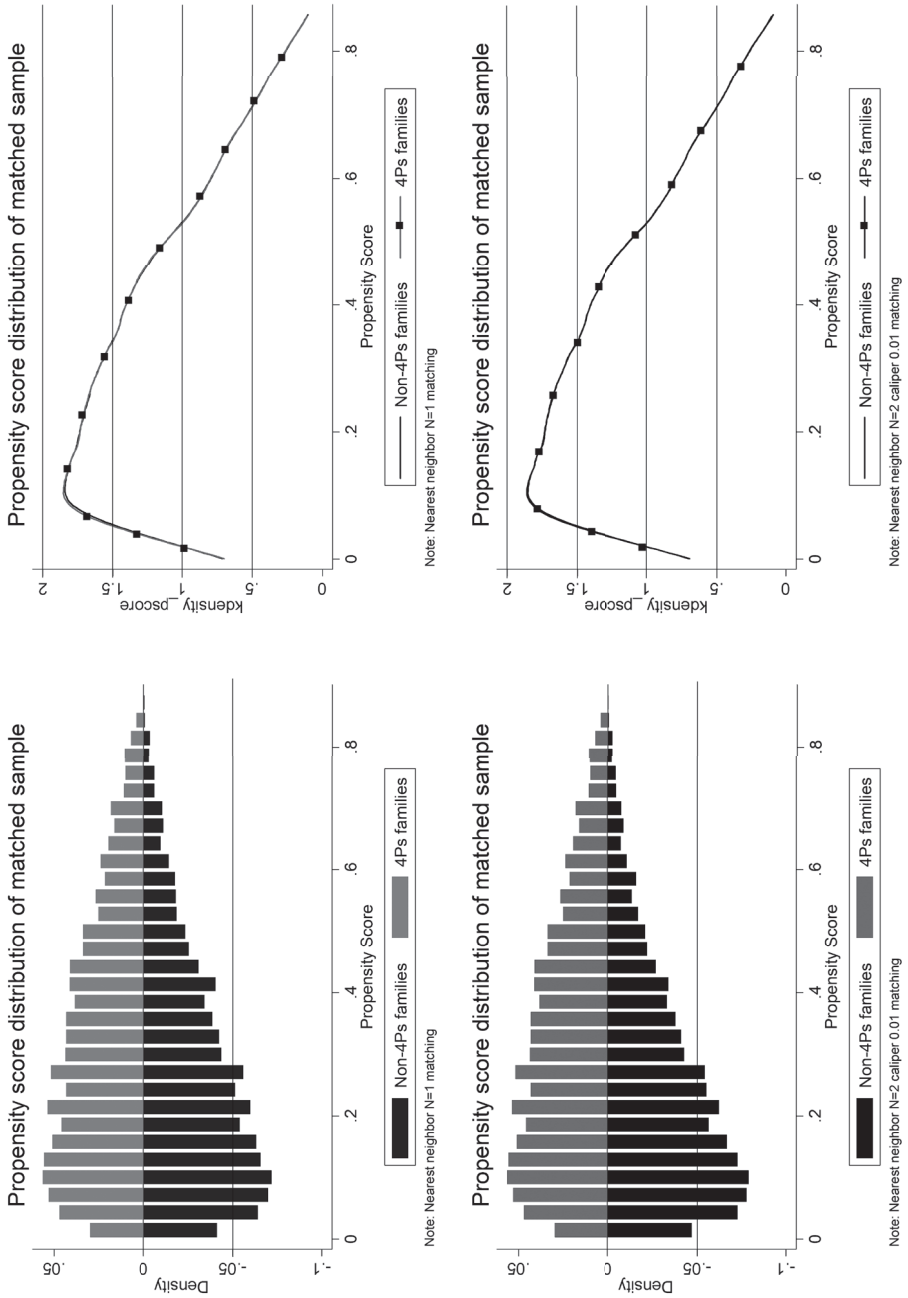 Propensity score distribution of matched sample
.05
0
-.05
-.1
Density
0
.2
.4
.6
.8
Propensity Score
Non-4Ps families
4Ps families
Note: Nearest neighbor N=1 matching
Propensity score distribution of matched sample
2
1.5
1
.5
0
kdensity_pscore
0
.2
.4
.6
.8
Propensity Score
Non-4Ps families
4Ps families
Note: Nearest neighbor N=1 matching
Propensity score distribution of matched sample
.05
0
-.05
-.1
Density
0
.2
.4
.6
.8
Propensity Score
Non-4Ps families
4Ps families
Note: Nearest neighbor N=2 caliper 0.01 matching
Propensity score distribution of matched sample
2
1.5
1
.5
0
kdensity_pscore
0
.2
.4
.6
.8
Propensity Score
Non-4Ps families
4Ps families
Note: Nearest neighbor N=2 caliper 0.01 matching